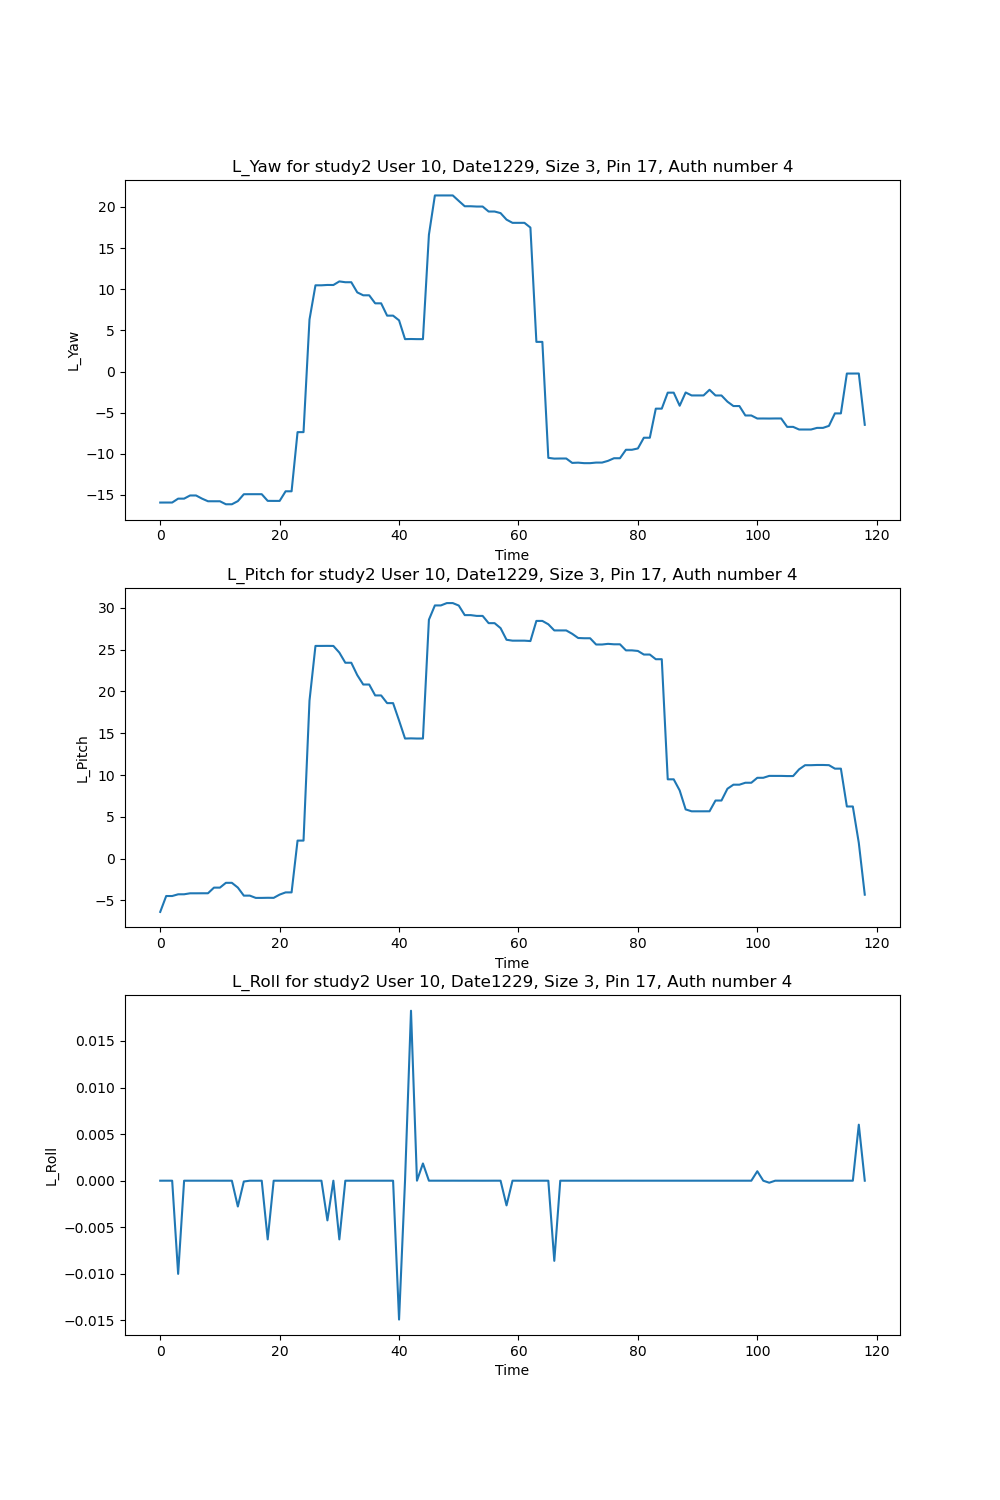 L_Yaw for study2 User 10, Date1229, Size 3, Pin 17, Auth number 4
20
15
10
5
0
−5
−10
−15
L_Yaw
0 20 40 60 80 100 120
Time
L_Pitch for study2 User 10, Date1229, Size 3, Pin 17, Auth number 4
30
25
20
15
10
5
0
−5
L_Pitch
0 20 40 60 80 100 120
Time
L_Roll for study2 User 10, Date1229, Size 3, Pin 17, Auth number 4
0.015
0.010
0.005
0.000
−0.005
−0.010
−0.015
L_Roll
0 20 40 60 80 100 120
Time